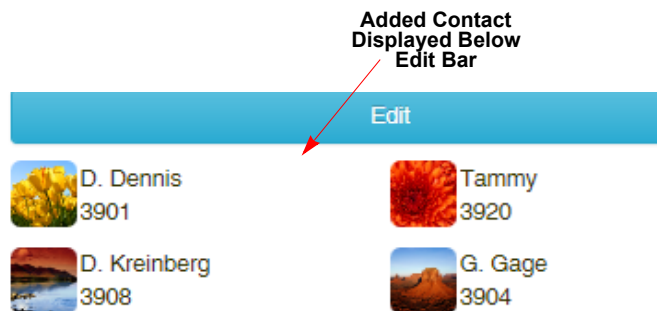 Added Contact
Displayed Below
Edit Bar
Edit
D. Dennis
3901
Tammy
3920
D. Kreinberg
3908
G. Gage
3904